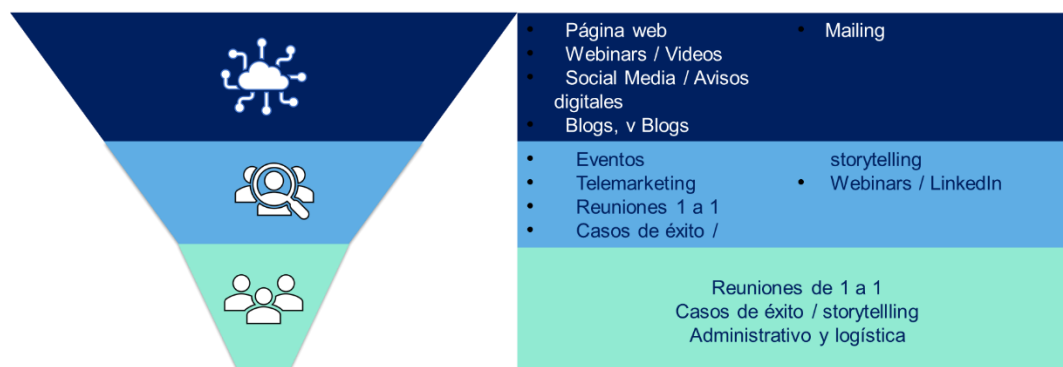 • Página web
• Webinars / Videos
• Social Media / Avisos
digitales
• Blogs, v Blogs
• Mailing
• Eventos
• Telemarketing
• Reuniones 1 a 1
• Casos de éxito /
storytelling
• Webinars / LinkedIn
Reuniones de 1 a 1
Casos de éxito / storytellling
Administrativo y logística